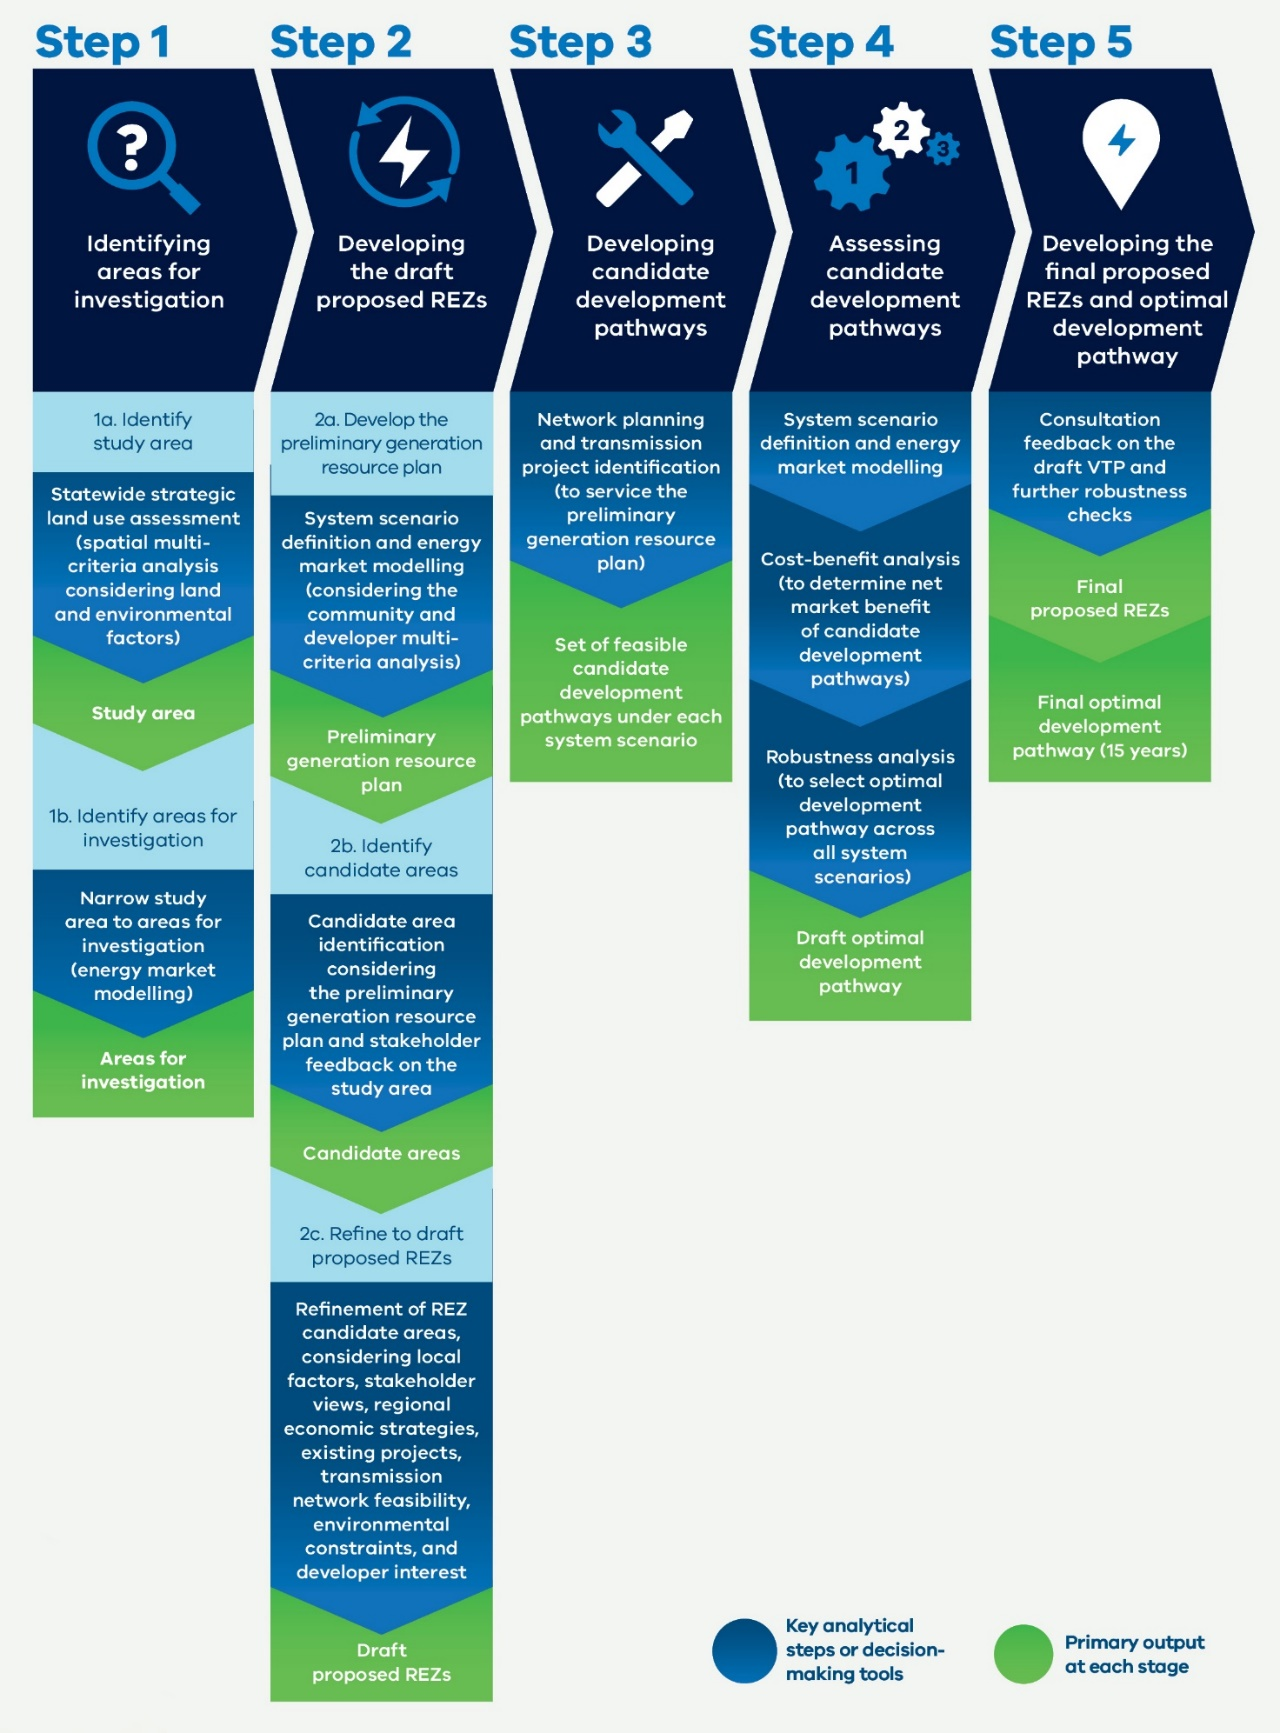 Step 1
Identifying
areas for
investigation
1a. Identify
study area
Statewide strategic
land use assessment
(spatial multi-
criteria analysis
considering land
and environmental
factors)
Study area
1b. Identify areas for
investigation
Narrow study
area to areas for
investigation
(energy market
modelling)
Areas for
investigation
Step 2
Developing
the draft
proposed REZs
2a. Develop the
preliminary generation
resource plan
System scenario
definition and energy
market modelling
(considering the
community and
developer multi-
criteria analysis)
Preliminary
generation resource
plan
2b. Identify
candidate areas
Candidate area
identification
considering
the preliminary
generation resource
plan and stakeholder
feedback on the
study area
Candidate areas
2c. Refine to draft
proposed REZs
Refinement of REZ
candidate areas,
considering local
factors, stakeholder
views, regional
economic strategies,
existing projects,
transmission
network feasibility,
environmental
constraints, and
developer interest
Draft
proposed REZs
Step 3
Developing
candidate
development
pathways
Network planning
and transmission
project identification
(to service the
preliminary
generation resource
plan)
Set of feasible
candidate
development
pathways under each
system scenario
Step 4
1
2
3
Assessing
candidate
development
pathways
System scenario
definition and energy
market modelling
Cost-benefit analysis
(to determine net
market benefit
of candidate
development
pathways)
Robustness analysis
(to select optimal
development
pathway across
all system
scenarios)
Draft optimal
development
pathway
Step 5
Developing the
final proposed
REZs and optimal
development
pathway
Consultation
feedback on the
draft VTP and
further robustness
checks
Final
proposed REZs
Final optimal
development
pathway (15 years)
Key analytical
steps or decision-
making tools
Primary output
at each stage